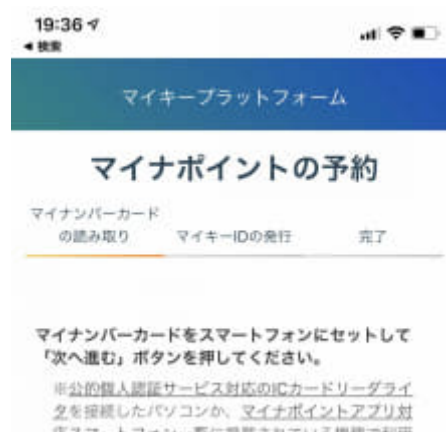 19:36
検索
マイキープラットフォーム
マイナポイントの予約
マイナンバーカード
の読み取り
マイキーIDの発行
完了
マイナンバーカードをスマートフォンにセットして
「次へ進む」ボタンを押してください。
※公的個人認証サービス対応のICカードリーダライ
タを接続したパソコンか、マイナポイントアプリ対